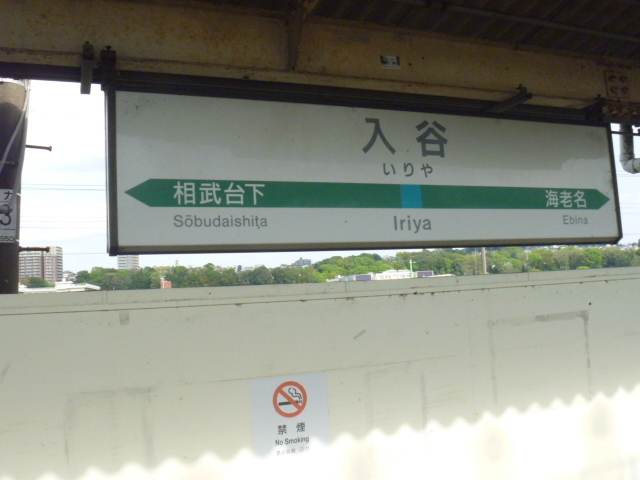 入谷
いりや
相武台下
海老名
Sōbudaishita
Iriya
Ebina
禁煙
No Smoking